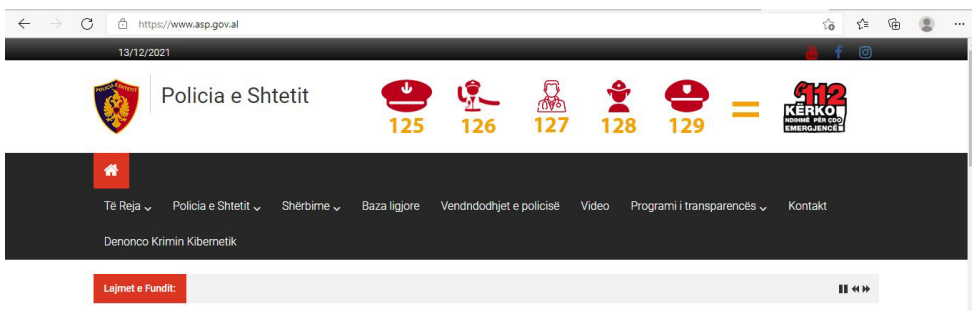 https://www.asp.gov.al
13/12/2021
POLICIA E SHTETIT
Policia e Shtetit
125 126 127 128 129
112
KËRKO
NDIHMË PËR ÇDO
EMERGJENCË
Të Reja Policia e Shtetit Shërbime Baza ligjore Vendndodhjet e policisë Video Programi i transparencës Kontakt
Denonco Krimin Kibernetik
Lajmet e Fundit: